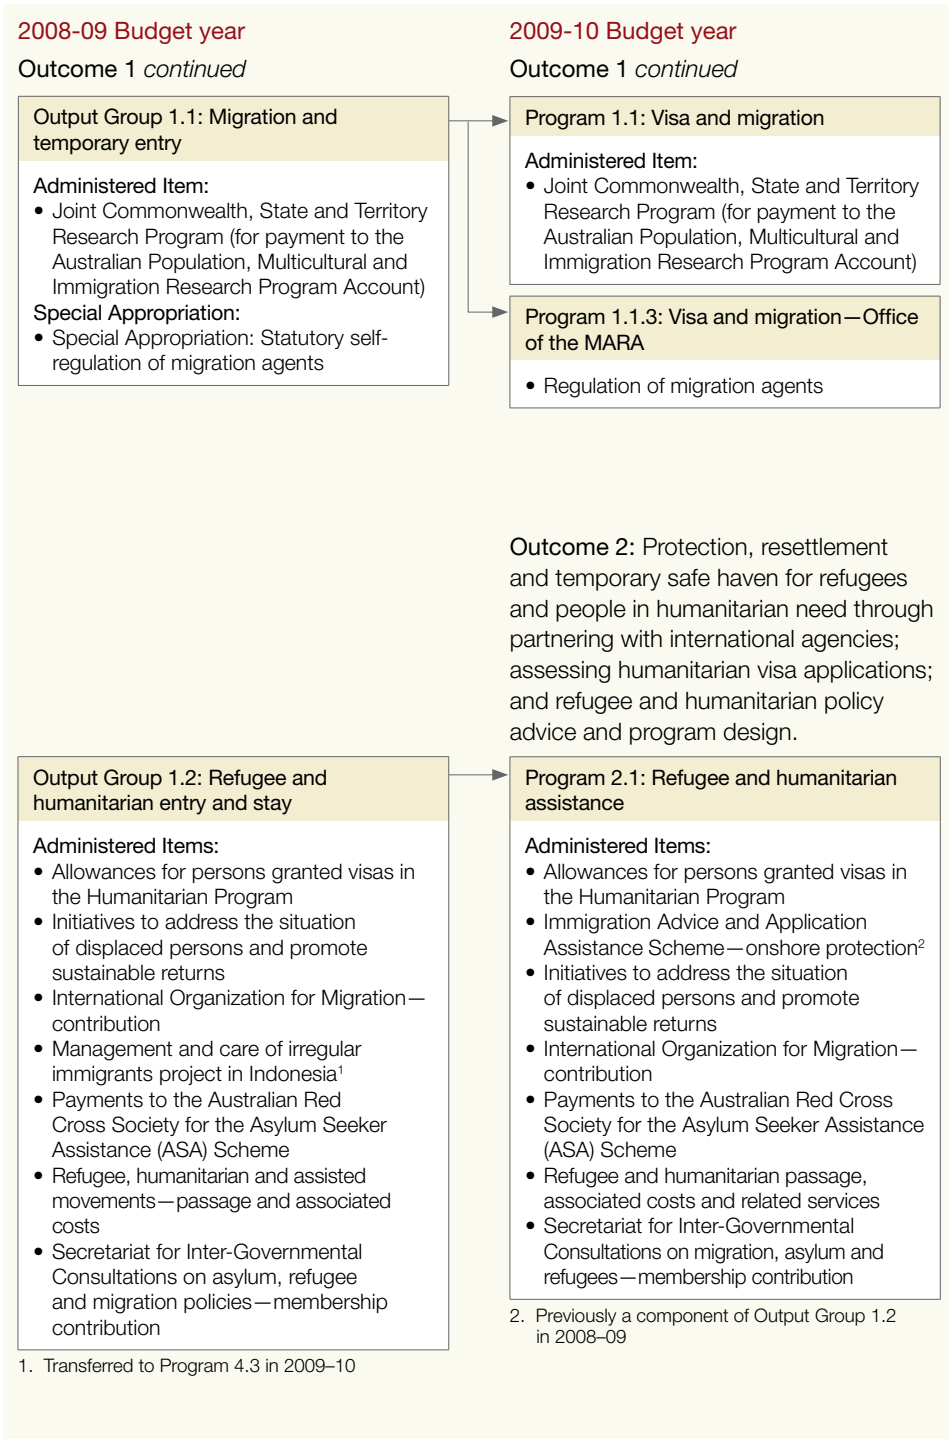 2008-09 Budget year
Outcome 1 continued
Output Group 1.1: Migration and
temporary entry
Administered Item:
• Joint Commonwealth, State and Territory
Research Program (for payment to the
Australian Population, Multicultural and
Immigration Research Program Account)
Special Appropriation:
• Special Appropriation: Statutory self-
regulation of migration agents
2009-10 Budget year
Outcome 1 continued
Program 1.1: Visa and migration
Administered Item:
• Joint Commonwealth, State and Territory
Research Program (for payment to the
Australian Population, Multicultural and
Immigration Research Program Account)
Program 1.1.3: Visa and migration—Office
of the MARA
• Regulation of migration agents
Outcome 2: Protection, resettlement
and temporary safe haven for refugees
and people in humanitarian need through
partnering with international agencies;
assessing humanitarian visa applications;
and refugee and humanitarian policy
advice and program design.
Output Group 1.2: Refugee and
humanitarian entry and stay
Administered Items:
• Allowances for persons granted visas in
the Humanitarian Program
• Initiatives to address the situation
of displaced persons and promote
sustainable returns
• International Organization for Migration—
contribution
• Management and care of irregular
immigrants project in Indonesia1
• Payments to the Australian Red
Cross Society for the Asylum Seeker
Assistance (ASA) Scheme
• Refugee, humanitarian and assisted
movements—passage and associated
costs
• Secretariat for Inter-Governmental
Consultations on asylum, refugee
and migration policies—membership
contribution
1. Transferred to Program 4.3 in 2009–10
Program 2.1: Refugee and humanitarian
assistance
Administered Items:
• Allowances for persons granted visas in
the Humanitarian Program
• Immigration Advice and Application
Assistance Scheme—onshore protection2
• Initiatives to address the situation
of displaced persons and promote
sustainable returns
• International Organization for Migration—
contribution
• Payments to the Australian Red Cross
Society for the Asylum Seeker Assistance
(ASA) Scheme
• Refugee and humanitarian passage,
associated costs and related services
• Secretariat for Inter-Governmental
Consultations on migration, asylum and
refugees—membership contribution
2. Previously a component of Output Group 1.2
in 2008–09